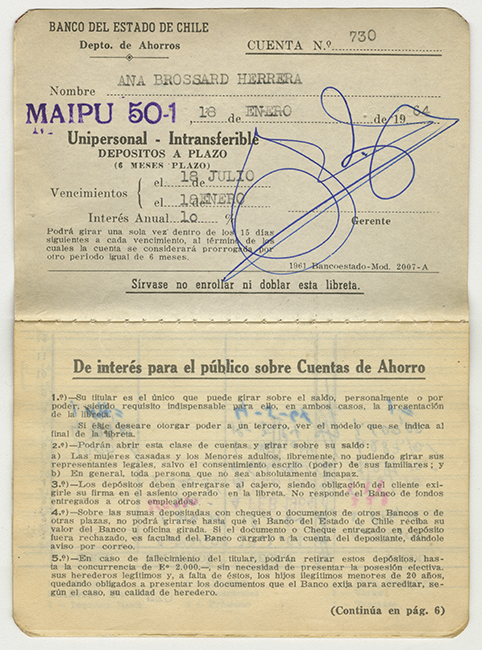 BANCO DEL ESTADO DE CHILE
Depto. de Ahorros
CUENTA N.º 730
Nombre ANA BROSSARD HERRERA
MAIPU 50-1, 18 de ENERO de 1964
Unipersonal - Intransferible
DEPOSITOS A PLAZO
(6 MESES PLAZO)
Vencimientos
el 18 de JULIO
el 18 ENERO
Interés Anual 10 %
Gerente
Podrá girar una sola vez dentro de los 15 días
siguientes a cada vencimiento, al término de los
cuales la cuenta se considerará prorrogada por
otro período igual de 6 meses.
1961 Bancoestado-Mod. 2007-A
Sírvase no enrollar ni doblar esta libreta.
De interés para el público sobre Cuentas de Ahorro
1.º)—Su titular es el único que puede girar sobre el saldo, personalmente o por
poder, siendo requisito indispensable para ello, en ambos casos, la presentación
de la libreta.
Si éste deseare otorgar poder a un tercero, ver el modelo que se indica al
final de la libreta.
2.º)—Podrán abrir esta clase de cuentas y girar sobre su saldo:
a) Las mujeres casadas y los Menores adultos, libremente, no pudiendo girar sus
representantes legales, salvo el consentimiento escrito (poder) de sus familiares; y
b) En general, toda persona que no sea absolutamente incapaz.
3.º)—Los depósitos deben entregarse al cajero, siendo obligación del cliente exi-
girle su firma en el asiento operado en la libreta. No responde el Banco de fondos
entregados a otros empleados.
4.º)—Sobre las sumas depositadas con cheques o documentos de otros Bancos o de
otras plazas, no podrá girarse hasta que el Banco del Estado de Chile reciba su
valor del Banco u oficina girada. Si el documento o Cheque entregado en depósito
fuera rechazado, es facultad del Banco cargarlo a la cuenta del depositante, dándole
aviso por correo.
5.º)—En caso de fallecimiento del titular, podrán retirar estos depósitos, has-
ta la concurrencia de Eº 2.000.—, sin necesidad de presentar la posesión efectiva.
sus herederos legítimos y, a falta de éstos, los hijos ilegítimos menores de 20 años,
quedando obligados a presentar los documentos que el Banco exija para acreditar, se-
gún el caso, su calidad de heredero.
(Continúa en pág. 6)